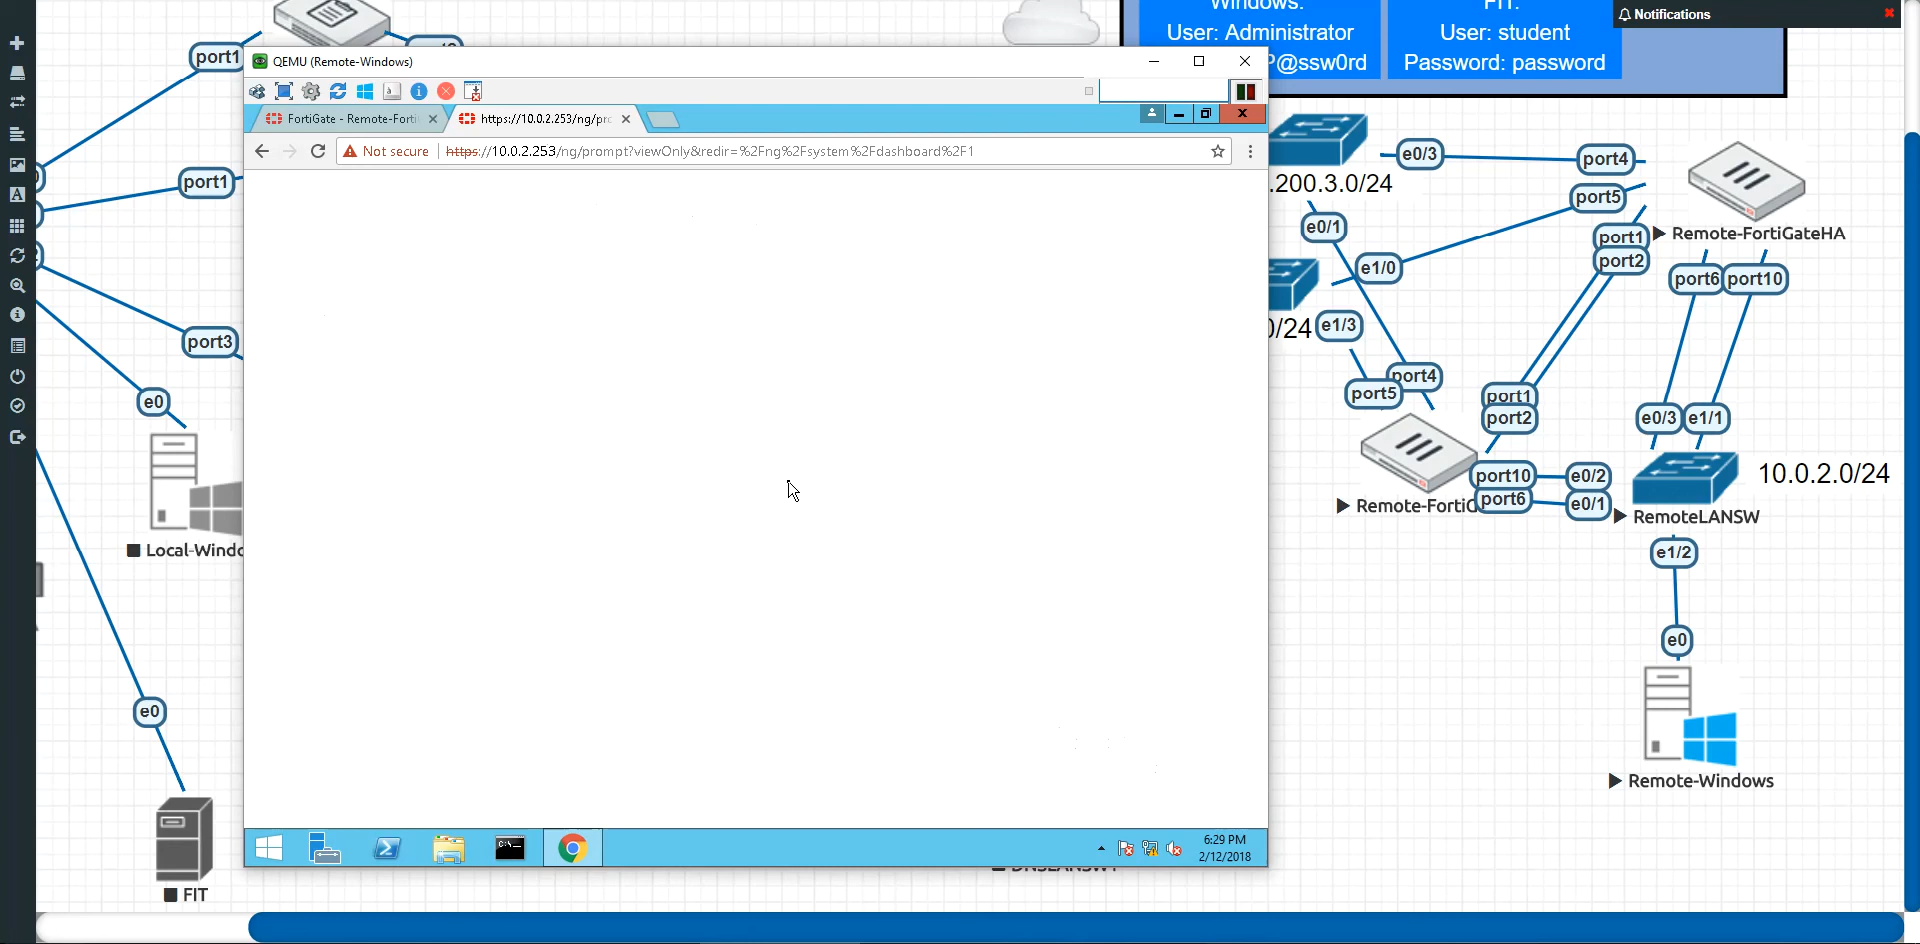 Windows:
FIT:
Notifications
User: Administrator
User: student
P@ssw0rd
Password: password
port1
QEMU (Remote-Windows)
FortiGate - Remote-Forti
https://10.0.2.253/ng/pro
Not secure
https://10.0.2.253/ng/prompt?viewOnly&redir=%2Fng%2Fsystem%2Fdashboard%2F1
.200.3.0/24
e0/3
port4
port5
port1
e0/1
port1
port2
Remote-FortiGateHA
e1/0
port6
port10
0/24
e1/3
port3
port4
port5
e0
port1
port2
e0/3
e1/1
10.0.2.0/24
port10
e0/2
port6
e0/1
Remote-FortiG
RemoteLANSW
Local-Windo
e1/2
e0
e0
Remote-Windows
6:29 PM
2/12/2018
FIT